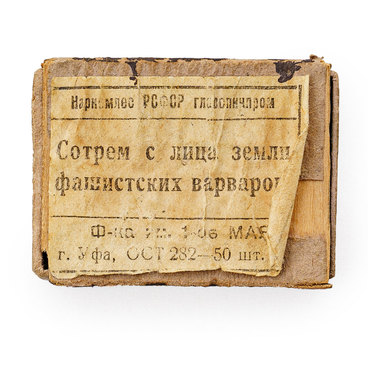 Наркомлес РСФСР главспичпром
Сотрем с лица земли
фашистских варваров
Ф-ка им. 1-ое МАЯ
г. Уфа, ОСТ 282—50 шт.